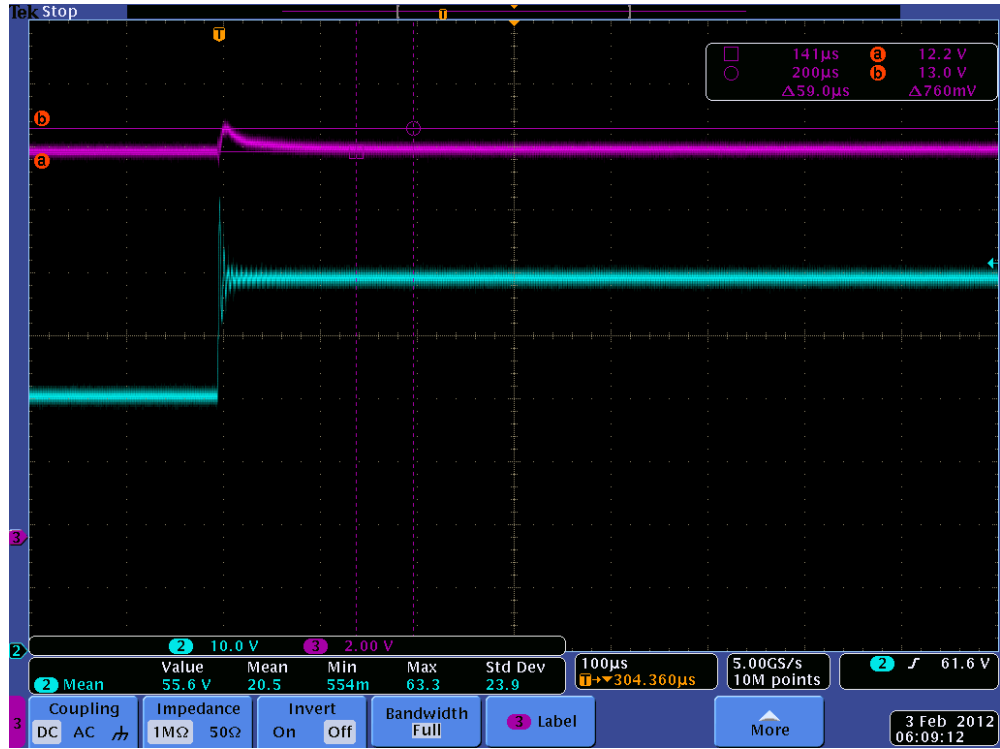 Tek Stop
T
T
141µs a 12.2 V
200µs b 13.0 V
Δ59.0µs Δ760mV
b
a
3
2
2 10.0 V 3 2.00 V
Value Mean Min Max Std Dev
2 Mean 55.6 V 20.5 554m 63.3 23.9
100µs
T→▼304.360µs
5.00GS/s
10M points
2 61.6 V
3
Coupling
DC AC
Impedance
1MΩ 50Ω
Invert
On Off
Bandwidth
Full
3 Label
More
3 Feb 2012
06:09:12